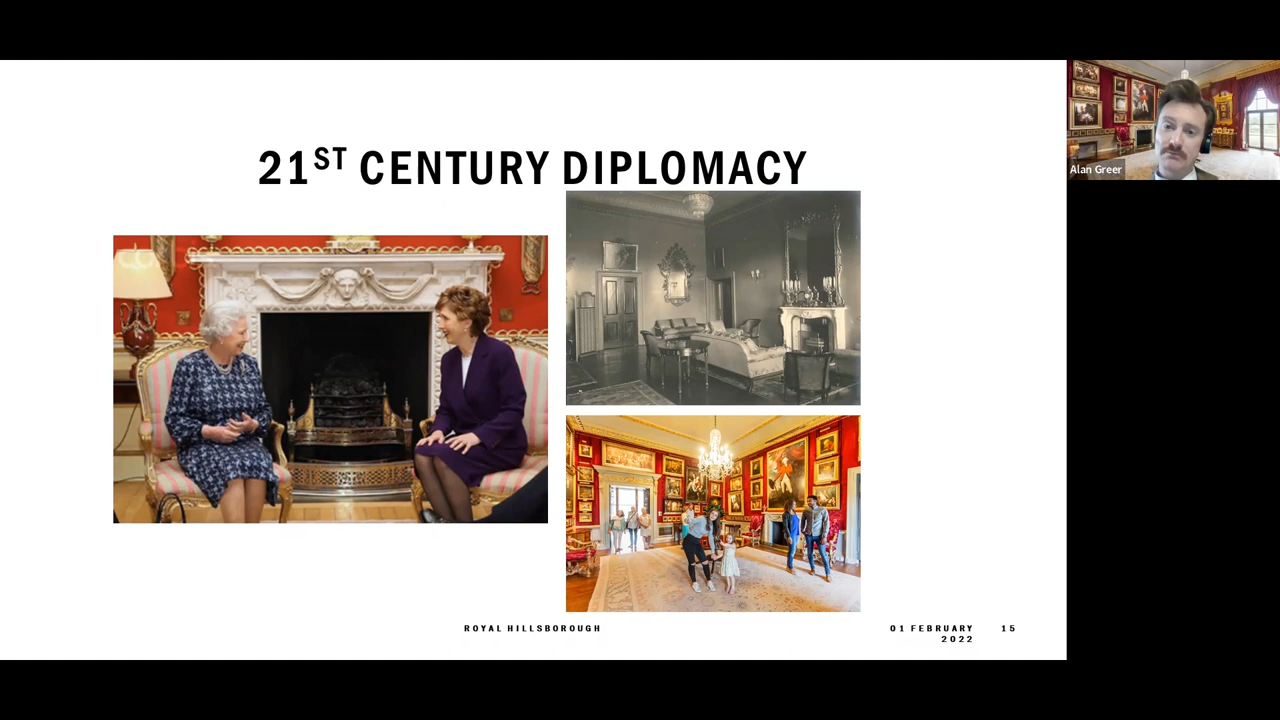 21ST CENTURY DIPLOMACY
Alan Greer
ROYAL HILLSBOROUGH
01 FEBRUARY
2022
15